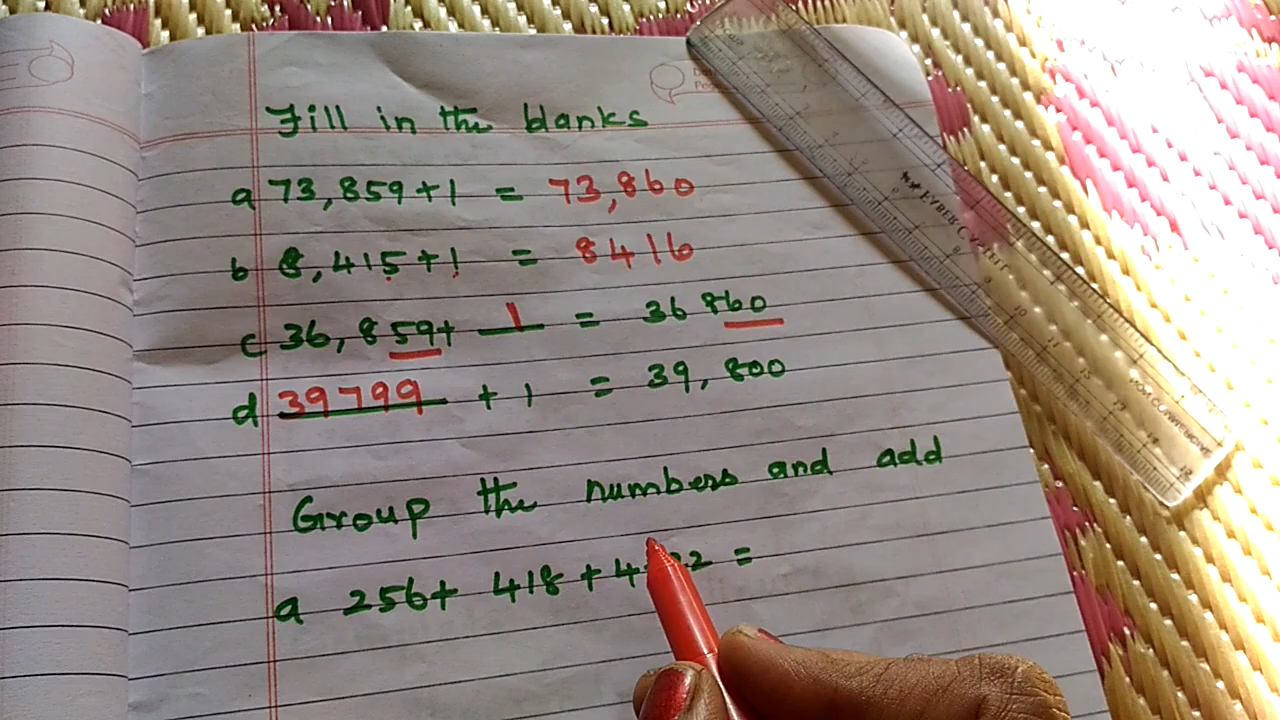 Fill in the blanks
a 73,859+1 = 73,860
b 8,415+1 = 8416
c 36,859+ 1 = 36 860
d 39799 + 1 = 39,800
Group the numbers and add
a 256+ 418 + =